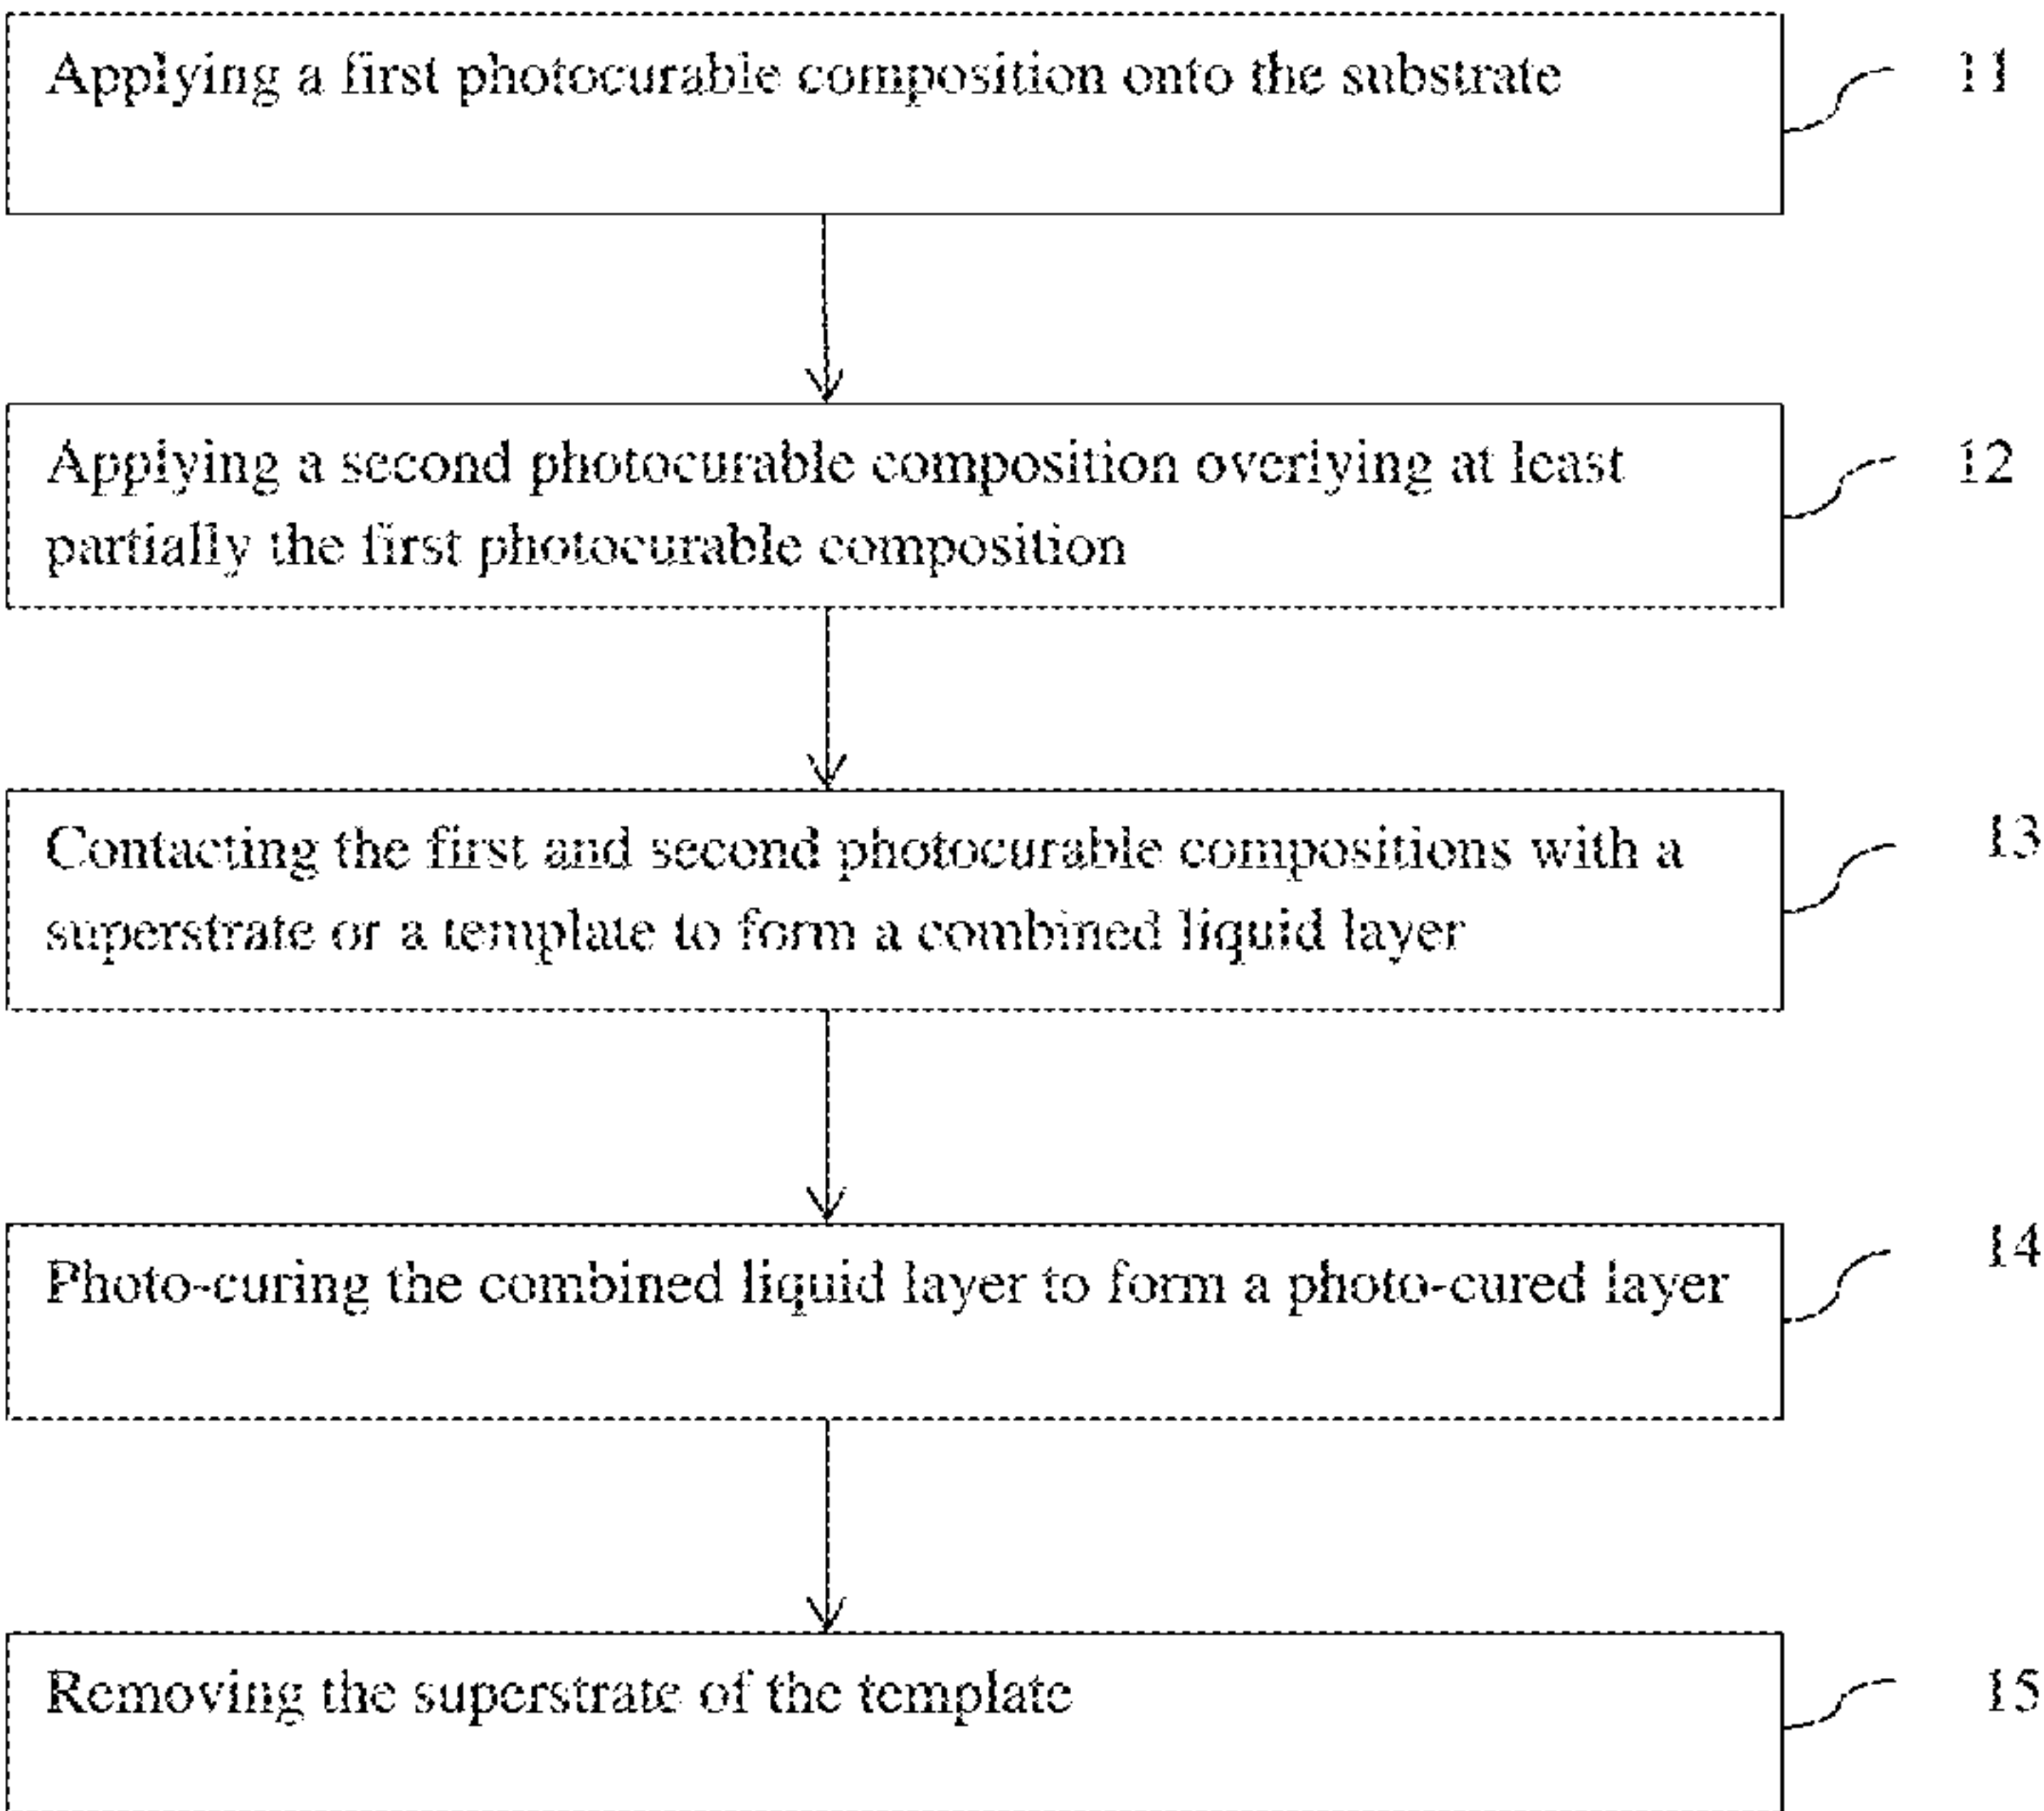 Applying a first photocurable composition onto the substrate
11
Applying a second photocurable composition overlying at least
partially the first photocurable composition
12
Contacting the first and second photocurable compositions with a
superstrate or a template to form a combined liquid layer
13
Photo-curing the combined liquid layer to form a photo-cured layer
14
Removing the superstrate of the template
15